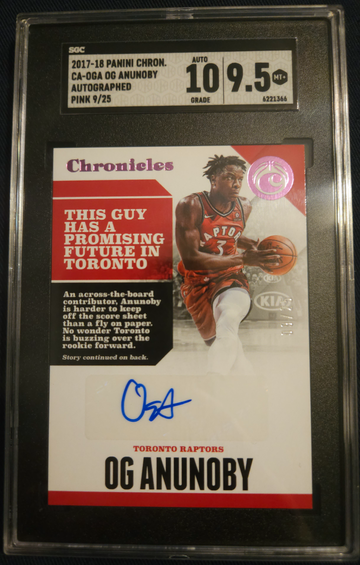 SGC
2017-18 PANINI CHRON.
CA-OGA OG ANUNOBY
AUTOGRAPHED
PINK 9/25
AUTO
10
GRADE
9.5
MT+
6221366
Chronicles
THIS GUY
HAS A
PROMISING
FUTURE IN
TORONTO
An across-the-board
contributor, Anunoby
is harder to keep
off the score sheet
than a fly on paper.
No wonder Toronto
is buzzing over the
rookie forward.
Story continued on back.
3
KIA
TORONTO RAPTORS
OG ANUNOBY